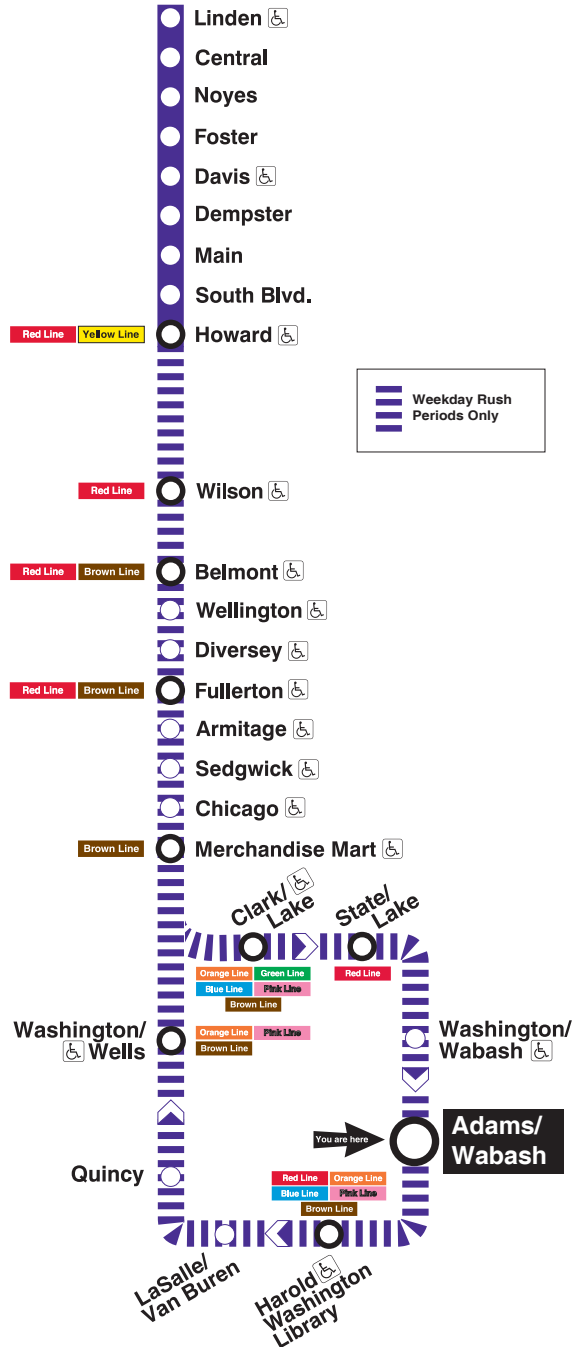 Linden
Central
Noyes
Foster
Davis
Dempster
Main
South Blvd.
Red Line Yellow Line Howard
Weekday Rush
Periods Only
Red Line Wilson
Red Line Brown Line Belmont
Wellington
Diversey
Red Line Brown Line Fullerton
Armitage
Sedgwick
Chicago
Brown Line Merchandise Mart
Clark/
Lake
State/
Lake
Orange Line Green Line
Blue Line Pink Line
Brown Line
Red Line
Washington/
Wells
Orange Line Pink Line
Brown Line
Washington/
Wabash
You are here
Adams/
Wabash
Quincy
Red Line Orange Line
Blue Line Pink Line
Brown Line
LaSalle/
Van Buren
Harold
Washington
Library